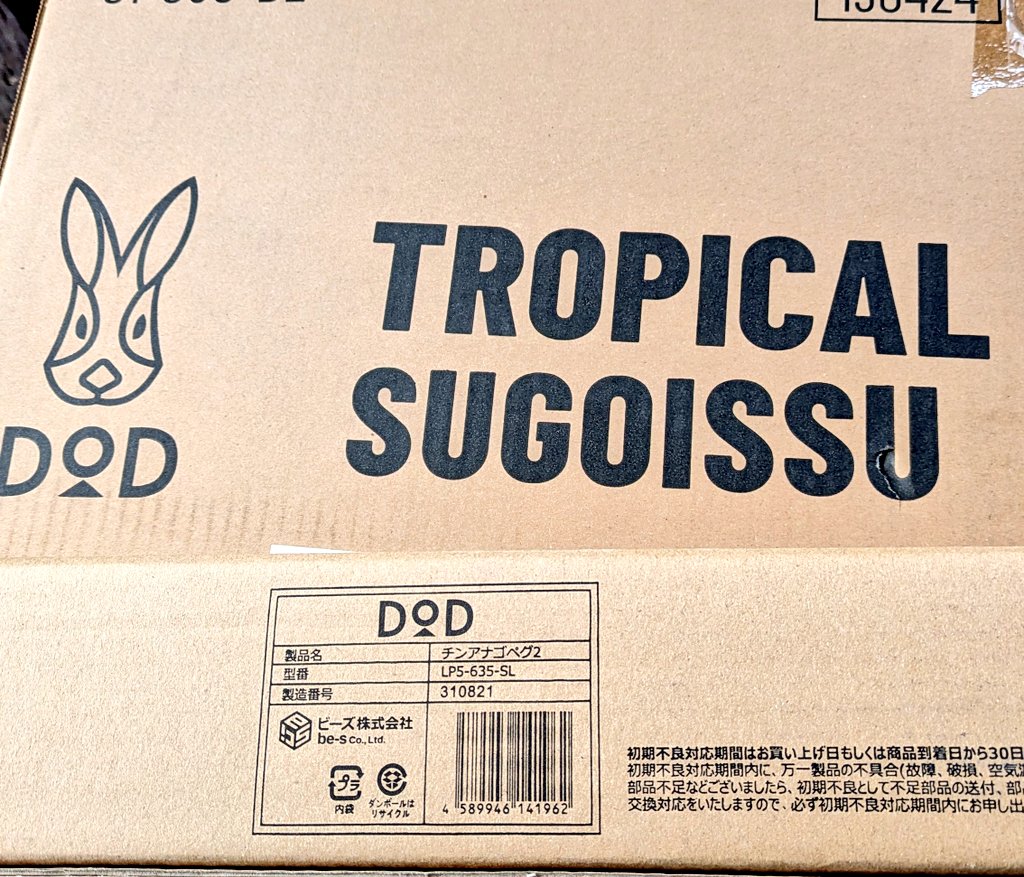 TROPICAL
SUGOISSU
DOD
DOD
製品名 チンアナゴペグ2
型番 LP5-635-SL
製造番号 310821
ビーズ株式会社
be-s Co., Ltd.
プラ
内袋
ダンボールは
リサイクル
4 589946 141962
初期不良対応期間はお買い上げ日もしくは商品到着日から30日
初期不良対応期間内に、万一製品の不具合(故障、破損、空気
部品不足などございましたら、初期不良として不足部品の送付、部
交換対応をいたしますので、必ず初期不良対応期間内にお申し出